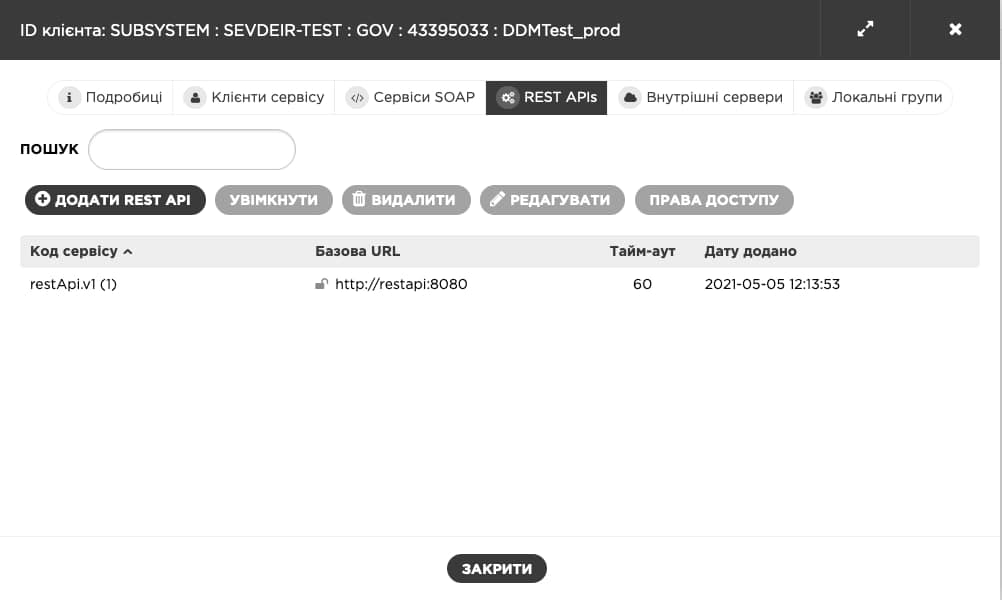 ID клієнта: SUBSYSTEM : SEVDEIR-TEST : GOV : 43395033 : DDMTest_prod
Подробиці Клієнти сервісу Сервіси SOAP REST APIs Внутрішні сервери Локальні групи
ПОШУК
ДОДАТИ REST API УВІМКНУТИ ВИДАЛИТИ РЕДАГУВАТИ ПРАВА ДОСТУПУ
Код сервісу Базова URL Тайм-аут Дату додано
restApi.v1 (1) http://restapi:8080 60 2021-05-05 12:13:53
ЗАКРИТИ